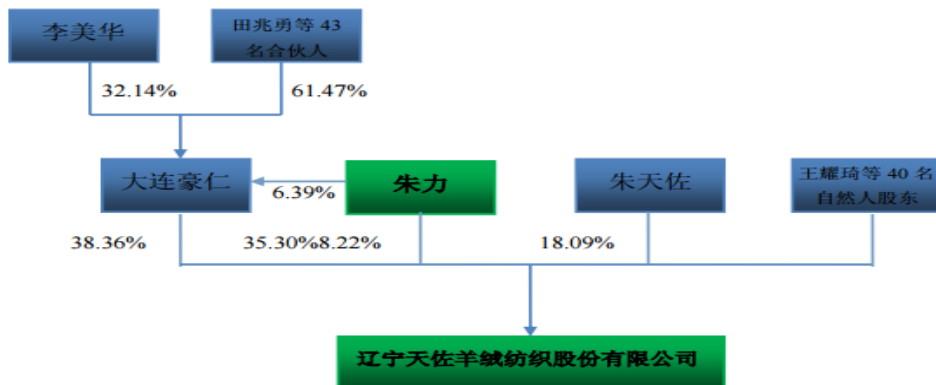 李美华
田兆勇等 43
名合伙人
32.14%
61.47%
大连豪仁
6.39%
朱力
朱天佐
王耀琦等 40 名
自然人股东
38.36%
35.30%8.22%
18.09%
辽宁天佐羊绒纺织股份有限公司